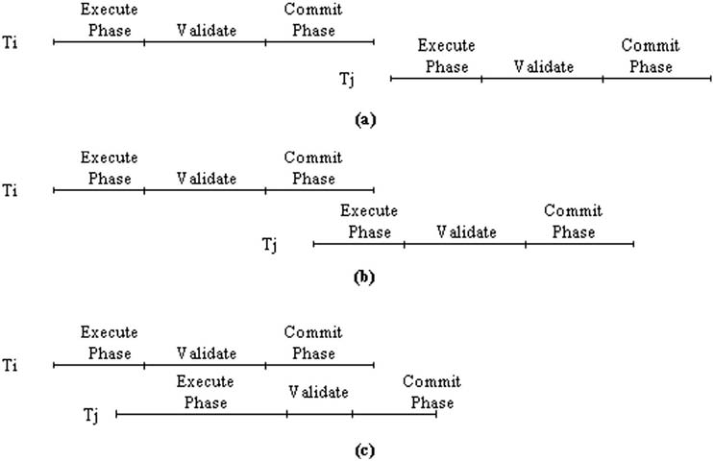 Execute Commit
Ti Phase Validate Phase
Execute Commit
Tj Phase Validate Phase
(a)
Execute Commit
Ti Phase Validate Phase
Execute Commit
Tj Phase Validate Phase
(b)
Execute Commit
Ti Phase Validate Phase
Execute Validate Commit
Tj Phase Phase
(c)